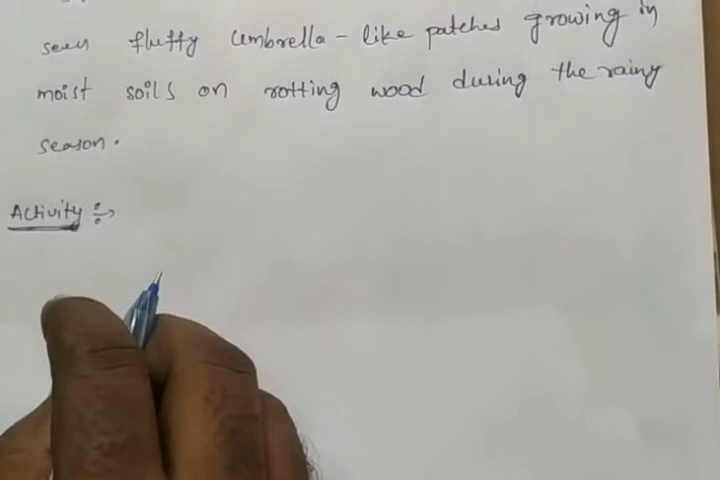 seen fluffy umbrella-like patches growing in
moist soils on rotting wood during the rainy
season.
Activity :→